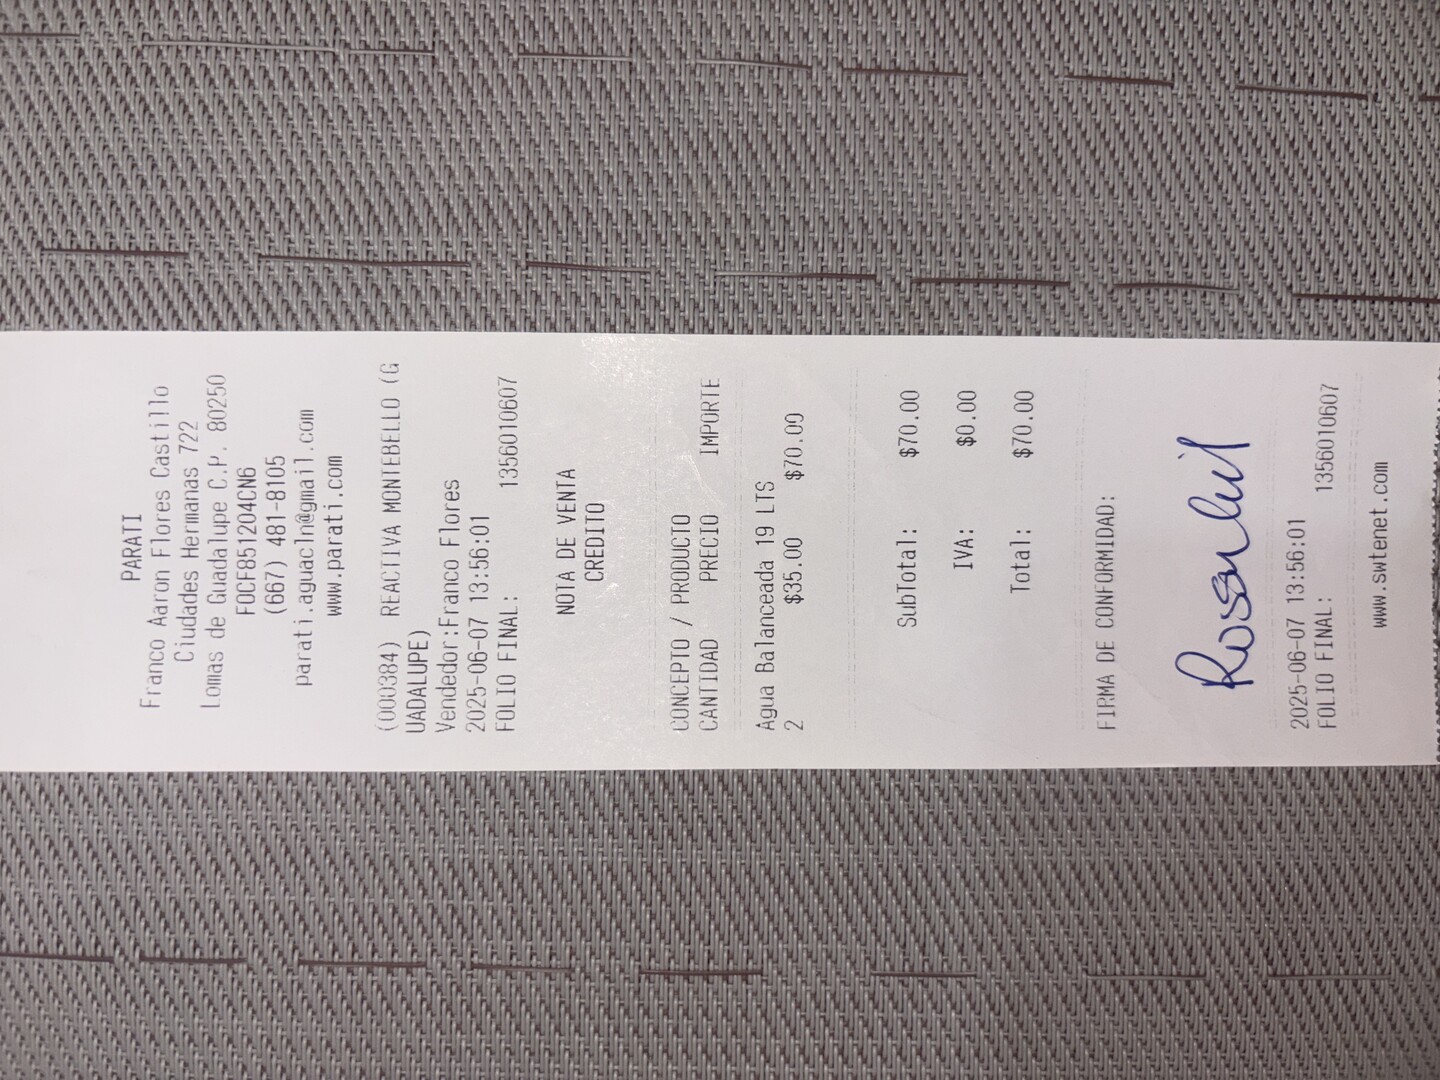 PARATI
Franco Aaron Flores Castillo
Ciudades Hermanas 722
Lomas de Guadalupe C.P. 80250
FOCF851204CN6
(667) 481-8105
parati.aguacln@gmail.com
www.parati.com
(000384) REACTIVA MONTEBELLO (G
UADALUPE)
Vendedor:Franco Flores
2025-06-07 13:56:01
FOLIO FINAL: 1356010607
NOTA DE VENTA
CREDITO
CONCEPTO / PRODUCTO
CANTIDAD PRECIO IMPORTE
Agua Balanceada 19 LTS
2 $35.00 $70.00
SubTotal: $70.00
IVA: $0.00
Total: $70.00
FIRMA DE CONFORMIDAD:
2025-06-07 13:56:01
FOLIO FINAL: 1356010607
www.swtenet.com